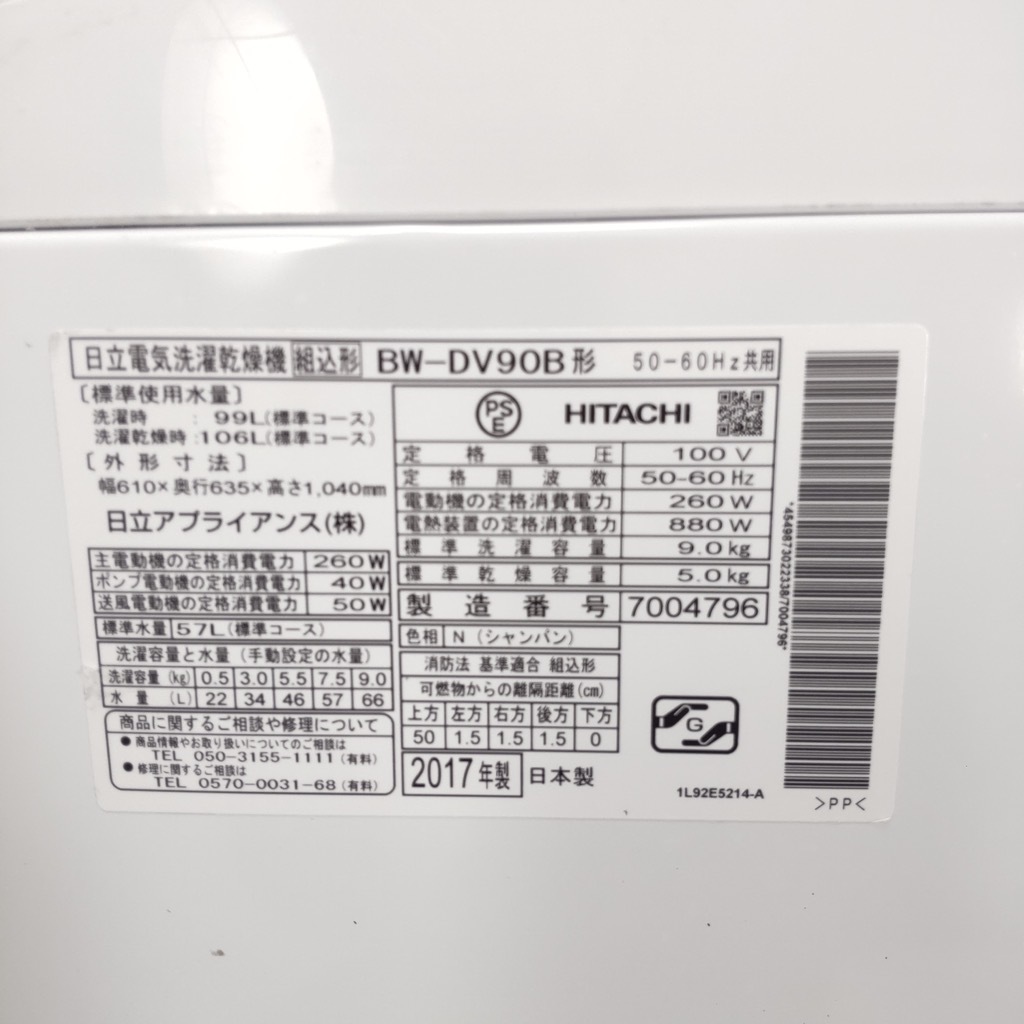 日立電気洗濯乾燥機 組込形 BW-DV90B形 50-60Hz共用
〔標準使用水量〕
洗濯時 : 99L(標準コース)
洗濯乾燥時:106L(標準コース)
〔外形寸法〕
幅610×奥行635×高さ1,040mm
日立アプライアンス(株)
主電動機の定格消費電力 260W
ポンプ電動機の定格消費電力 40W
送風電動機の定格消費電力 50W
標準水量 57L(標準コース)
洗濯容量と水量(手動設定の水量)
洗濯容量(kg) 0.5 3.0 5.5 7.5 9.0
水量(L) 22 34 46 57 66
商品に関するご相談や修理について
●商品情報やお取り扱いについてのご相談は
TEL 050-3155-1111(有料)
●修理に関するご相談は
TEL 0570-0031-68(有料)
PSE HITACHI
定格電圧 100V
定格周波数 50-60Hz
電動機の定格消費電力 260W
電熱装置の定格消費電力 880W
標準洗濯容量 9.0kg
標準乾燥容量 5.0kg
製造番号 7004796
色相 N(シャンパン)
消防法 基準適合 組込形
可燃物からの離隔距離(cm)
上方 左方 右方 後方 下方
50 1.5 1.5 1.5 0
2017年製 日本製
G
1L92E5214-A
*4549873022338/7004796*
>PP<